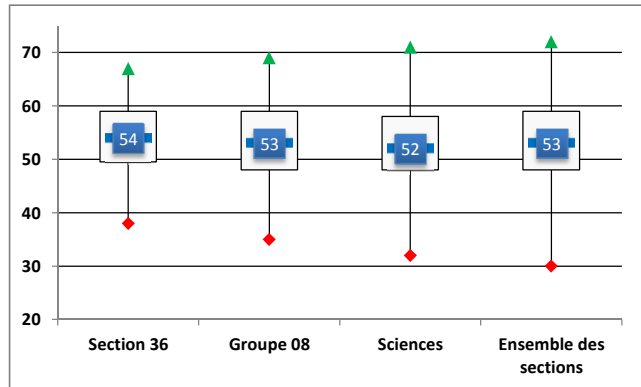 70
60
50
40
30
20
54
53
52
53
Section 36
Groupe 08
Sciences
Ensemble des
sections